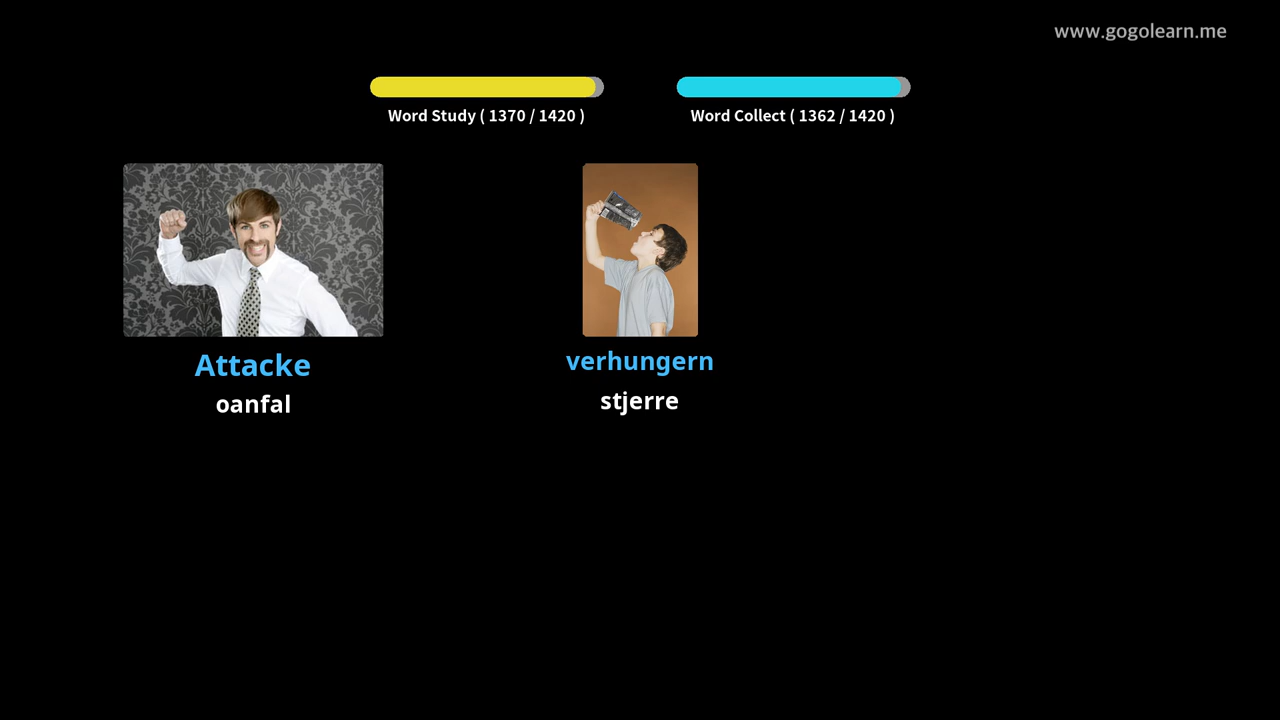 www.gogolearn.me
Word Study ( 1370 / 1420 )
Word Collect ( 1362 / 1420 )
Attacke
oanfal
verhungern
stjerre